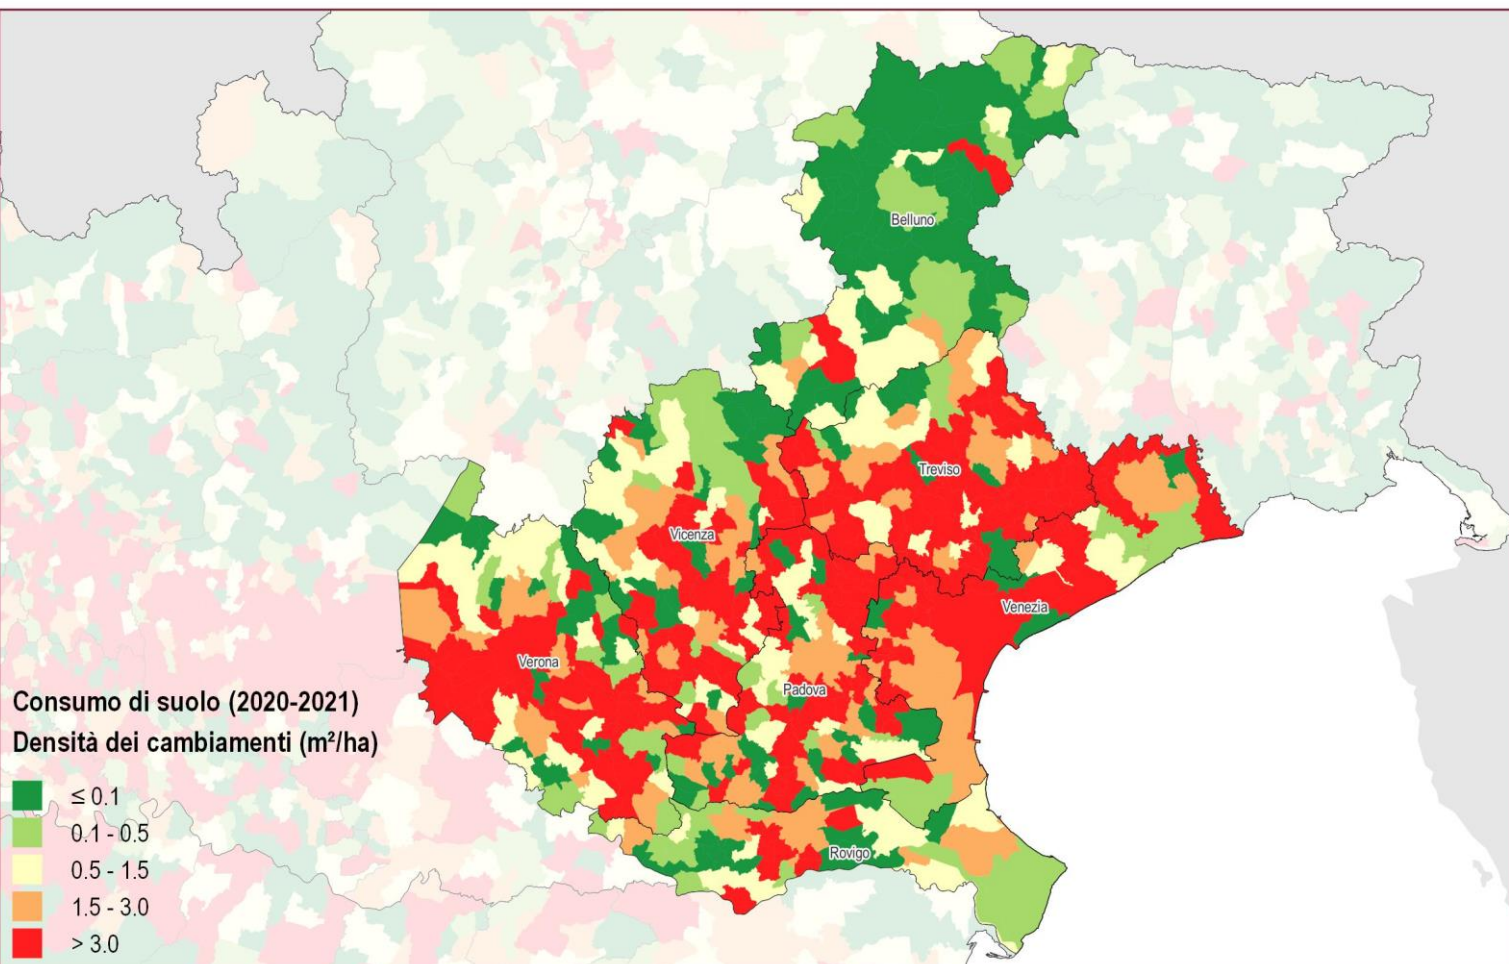 Belluno
Treviso
Vicenza
Venezia
Verona
Padova
Rovigo
Consumo di suolo (2020-2021)
Densità dei cambiamenti (m²/ha)
≤ 0.1
0.1 - 0.5
0.5 - 1.5
1.5 - 3.0
> 3.0